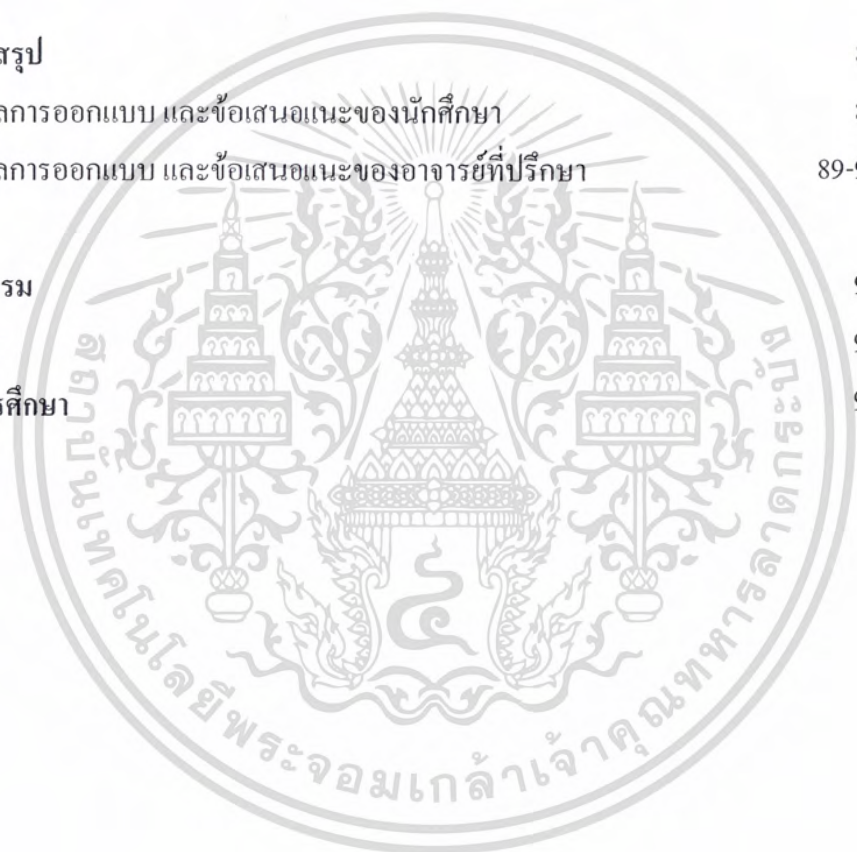 สรุป
ลการออกแบบ และข้อเสนอแนะของนักศึกษา
ลการออกแบบ และข้อเสนอแนะของอาจารย์ที่ปรึกษา 89-9
รม 9
9
รศึกษา 9
สถาบันเทคโนโลยีพระจอมเกล้าเจ้าคุณทหารลาดกระบัง
๔